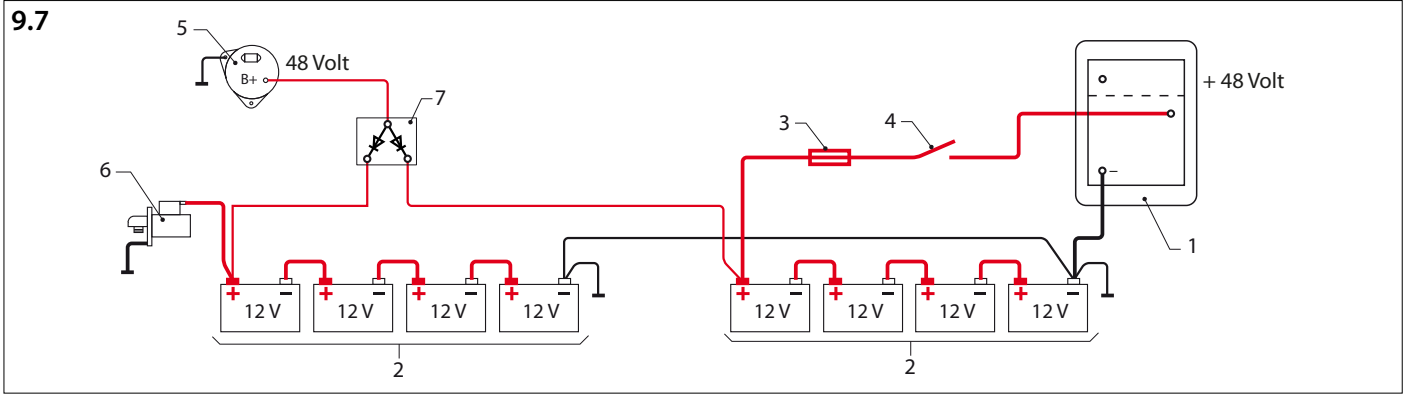 9.7
5
48 Volt
B+
7
3
4
+ 48 Volt
6
–
1
+ – + – + – + –
12 V 12 V 12 V 12 V
+ – + – + – + –
12 V 12 V 12 V 12 V
2
2